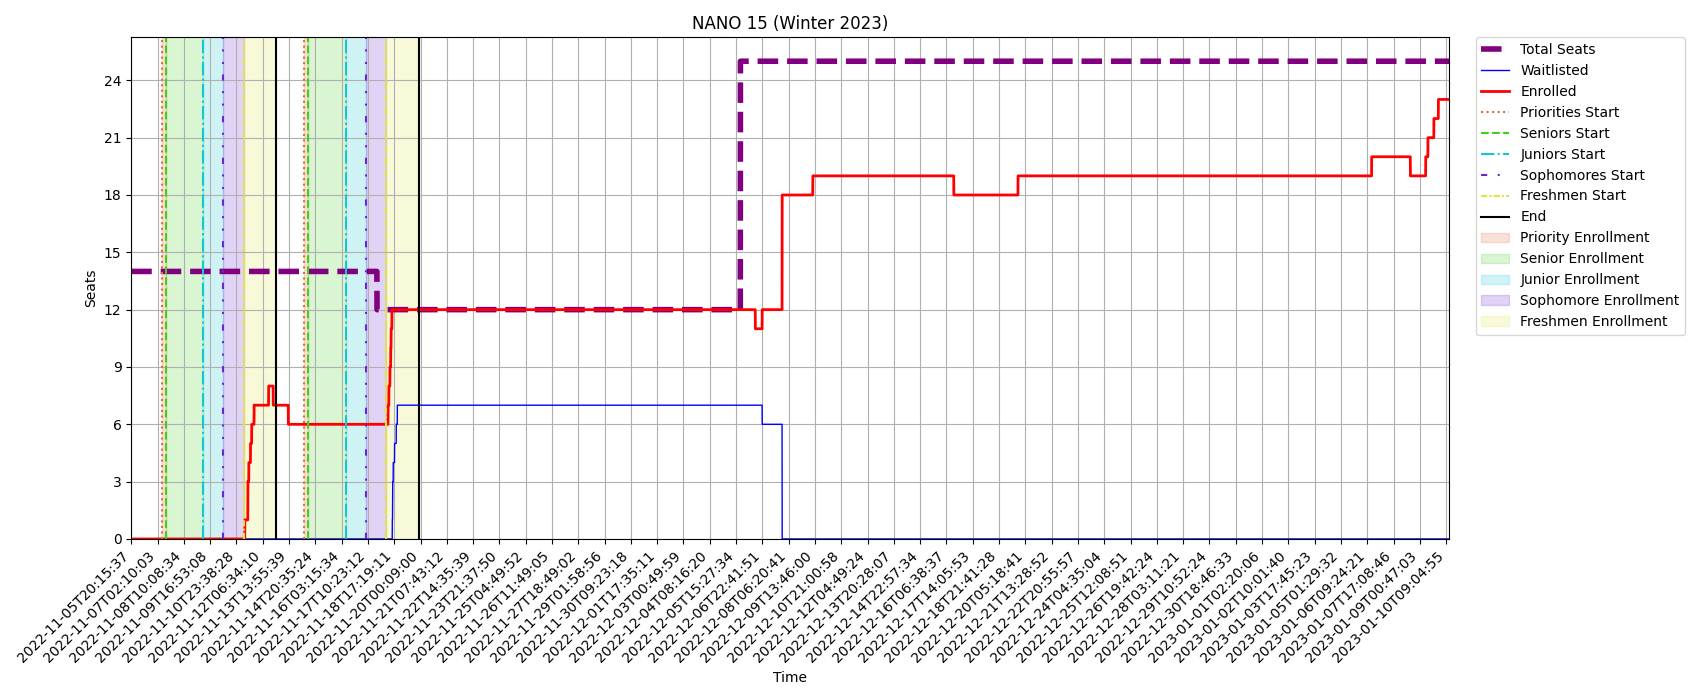 NANO 15 (Winter 2023)
Seats
24
21
18
15
12
9
6
3
0
2022-11-05T20:15:37
2022-11-07T02:10:03
2022-11-08T10:08:34
2022-11-09T16:53:08
2022-11-10T23:38:28
2022-11-12T06:34:10
2022-11-13T13:55:39
2022-11-14T20:35:24
2022-11-16T03:15:34
2022-11-17T10:23:12
2022-11-18T17:19:11
2022-11-20T00:09:00
2022-11-21T07:43:12
2022-11-22T14:35:39
2022-11-23T21:37:50
2022-11-25T04:49:52
2022-11-26T11:49:05
2022-11-27T18:49:02
2022-11-29T01:58:56
2022-11-30T09:23:18
2022-12-01T17:35:11
2022-12-03T00:49:59
2022-12-04T08:16:20
2022-12-05T15:27:34
2022-12-06T22:41:51
2022-12-08T06:20:41
2022-12-09T13:46:00
2022-12-10T21:00:58
2022-12-12T04:49:24
2022-12-13T20:28:07
2022-12-14T22:57:34
2022-12-16T06:38:37
2022-12-17T14:05:53
2022-12-18T21:41:28
2022-12-20T05:18:41
2022-12-21T13:28:52
2022-12-22T20:55:57
2022-12-24T04:35:04
2022-12-25T12:08:51
2022-12-26T19:42:24
2022-12-28T03:11:21
2022-12-29T10:52:24
2022-12-30T18:46:33
2023-01-01T02:20:06
2023-01-02T10:01:40
2023-01-03T17:45:23
2023-01-05T01:29:32
2023-01-06T09:24:21
2023-01-07T17:08:46
2023-01-09T00:47:03
2023-01-10T09:04:55
Time
Total Seats
Waitlisted
Enrolled
Priorities Start
Seniors Start
Juniors Start
Sophomores Start
Freshmen Start
End
Priority Enrollment
Senior Enrollment
Junior Enrollment
Sophomore Enrollment
Freshmen Enrollment